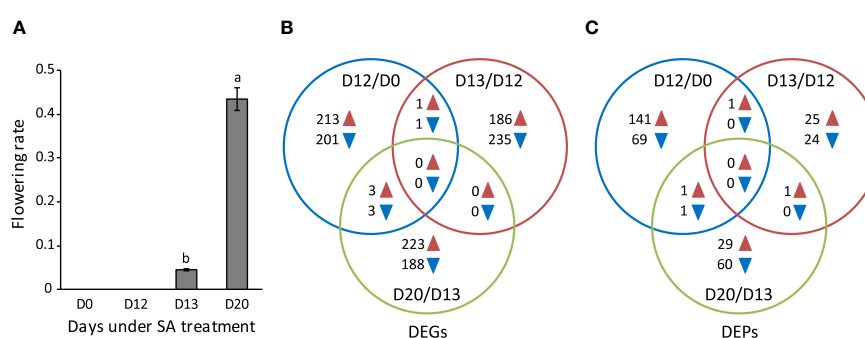 A
B
C
0.5
0.4
0.3
0.2
0.1
0
Flowering rate
a
b
D0 D12 D13 D20
Days under SA treatment
D12/D0 D13/D12
213 ▲ 1 ▲ 186 ▲
201 ▼ 1 ▼ 235 ▼
0 ▲
0 ▼
3 ▲ 0 ▲
3 ▼ 0 ▼
223 ▲
188 ▼
D20/D13
DEGs
D12/D0 D13/D12
141 ▲ 1 ▲ 25 ▲
69 ▼ 0 ▼ 24 ▼
0 ▲
0 ▼
1 ▲ 1 ▲
1 ▼ 0 ▼
29 ▲
60 ▼
D20/D13
DEPs